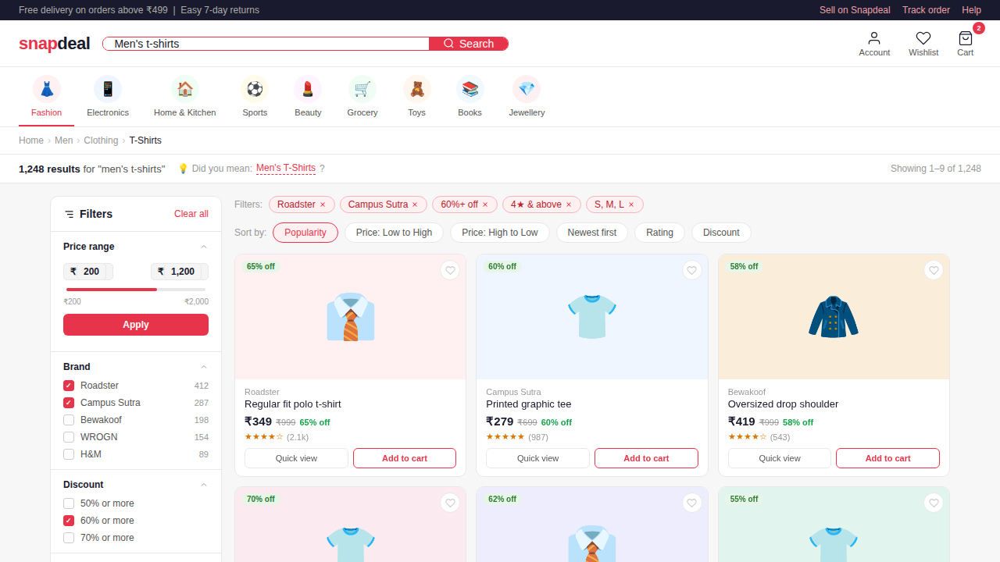 Free delivery on orders above ₹499 | Easy 7-day returns
Sell on Snapdeal Track order Help
snapdeal
Men's t-shirts
Search
Account
Wishlist
2
Cart
Fashion
Electronics
Home & Kitchen
Sports
Beauty
Grocery
Toys
Books
Jewellery
Home › Men › Clothing › T-Shirts
1,248 results for "men's t-shirts"
Did you mean: Men's T-Shirts ?
Showing 1–9 of 1,248
Filters
Clear all
Price range
₹ 200
₹ 1,200
₹200
₹2,000
Apply
Brand
Roadster 412
Campus Sutra 287
Bewakoof 198
WROGN 154
H&M 89
Discount
50% or more
60% or more
70% or more
Filters: Roadster × Campus Sutra × 60%+ off × 4★ & above × S, M, L ×
Sort by: Popularity Price: Low to High Price: High to Low Newest first Rating Discount
65% off
Roadster
Regular fit polo t-shirt
₹349 ₹999 65% off
★★★★☆ (2.1k)
Quick view Add to cart
60% off
Campus Sutra
Printed graphic tee
₹279 ₹699 60% off
★★★★★ (987)
Quick view Add to cart
58% off
Bewakoof
Oversized drop shoulder
₹419 ₹999 58% off
★★★★☆ (543)
Quick view Add to cart
70% off
62% off
55% off